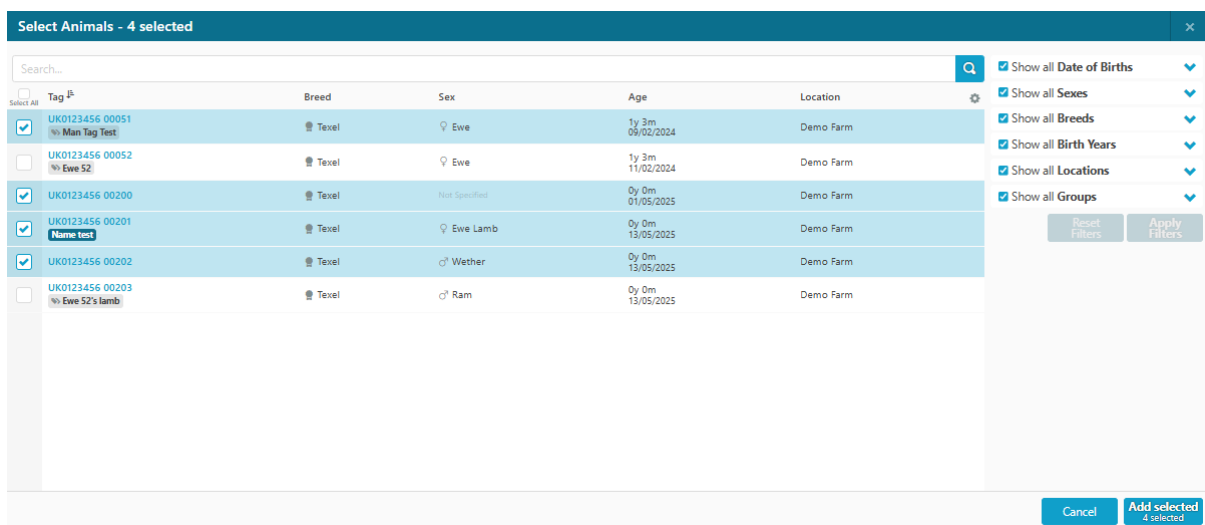 Select Animals - 4 selected
Search...
Show all Date of Births
Select All Tag Breed Sex Age Location
Show all Sexes
UK0123456 00051
Man Tag Test
Texel Ewe 1y 3m
09/02/2024
Demo Farm
Show all Breeds
UK0123456 00052
Ewe 52
Texel Ewe 1y 3m
11/02/2024
Demo Farm
Show all Birth Years
Show all Locations
UK0123456 00200 Texel Not Specified 0y 0m
01/05/2025
Demo Farm
Show all Groups
UK0123456 00201
Name test
Texel Ewe Lamb 0y 0m
13/05/2025
Demo Farm
Reset
Filters
Apply
Filters
UK0123456 00202 Texel Wether 0y 0m
13/05/2025
Demo Farm
UK0123456 00203
Ewe 52's lamb
Texel Ram 0y 0m
13/05/2025
Demo Farm
Cancel
Add selected
4 selected